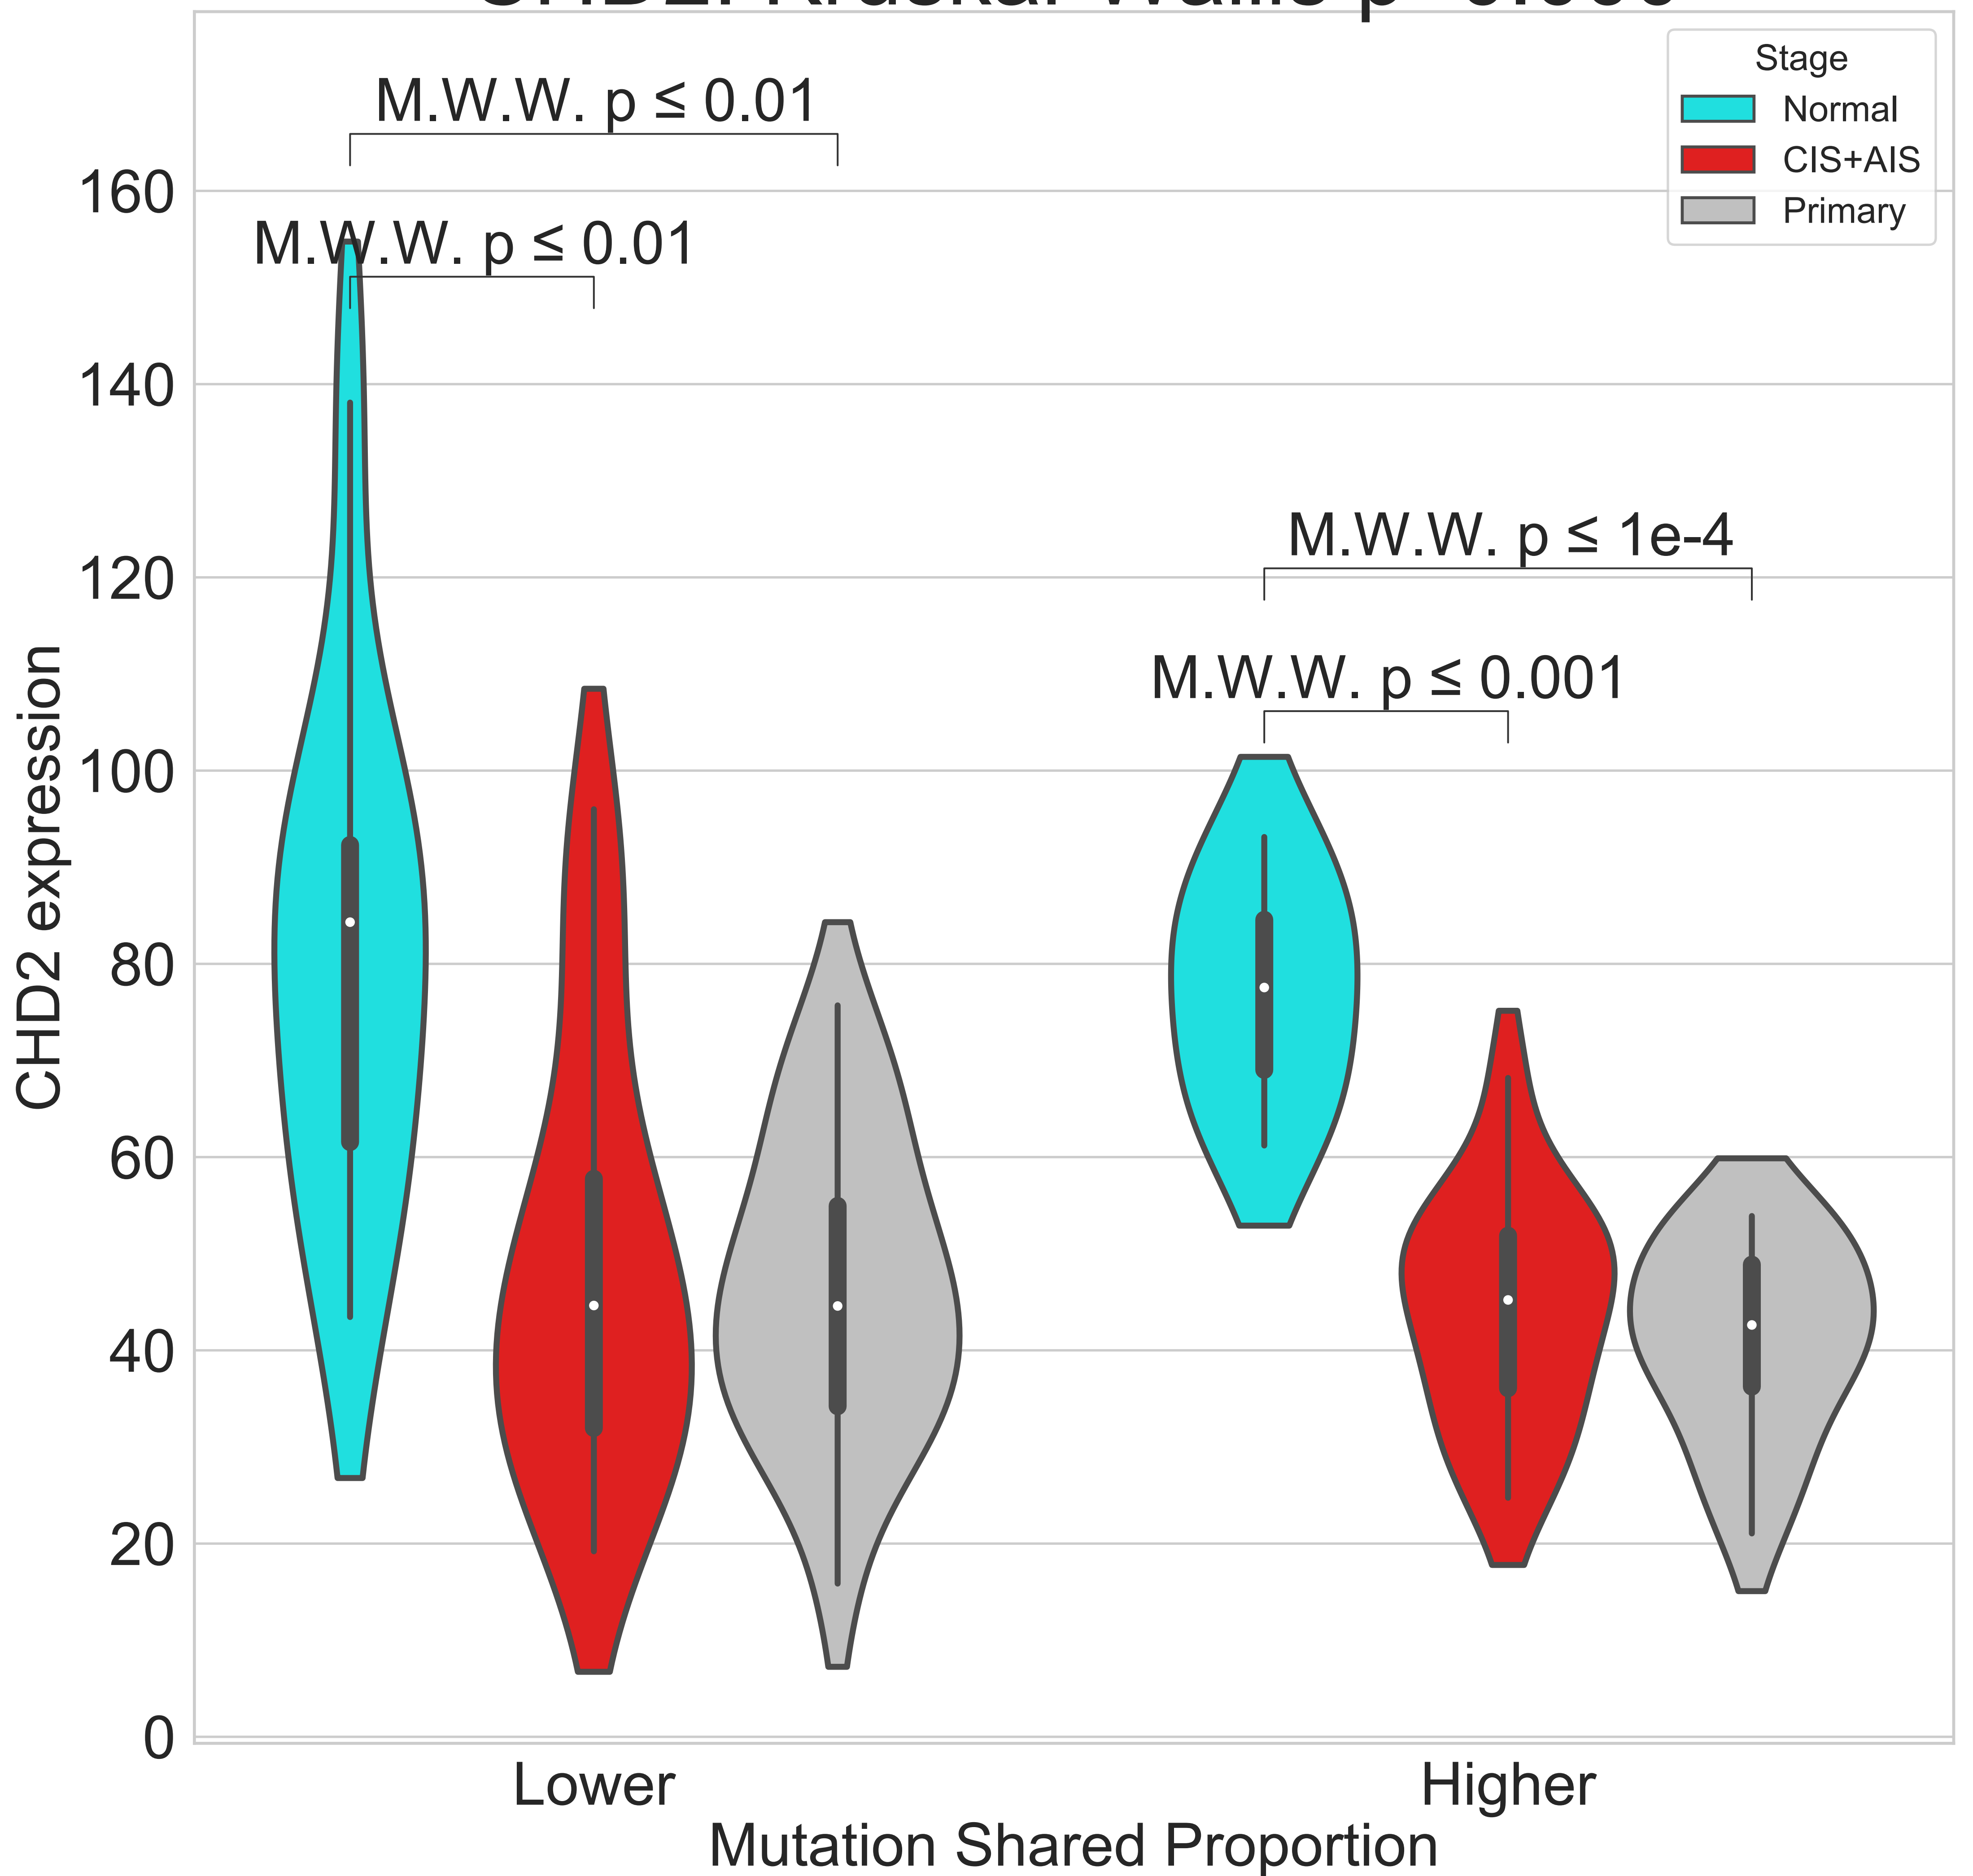 Stage
Normal
CIS+AIS
Primary
M.W.W. p ≤ 0.01
M.W.W. p ≤ 0.01
M.W.W. p ≤ 1e-4
M.W.W. p ≤ 0.001
CHD2 expression
160
140
120
100
80
60
40
20
0
Lower
Higher
Mutation Shared Proportion